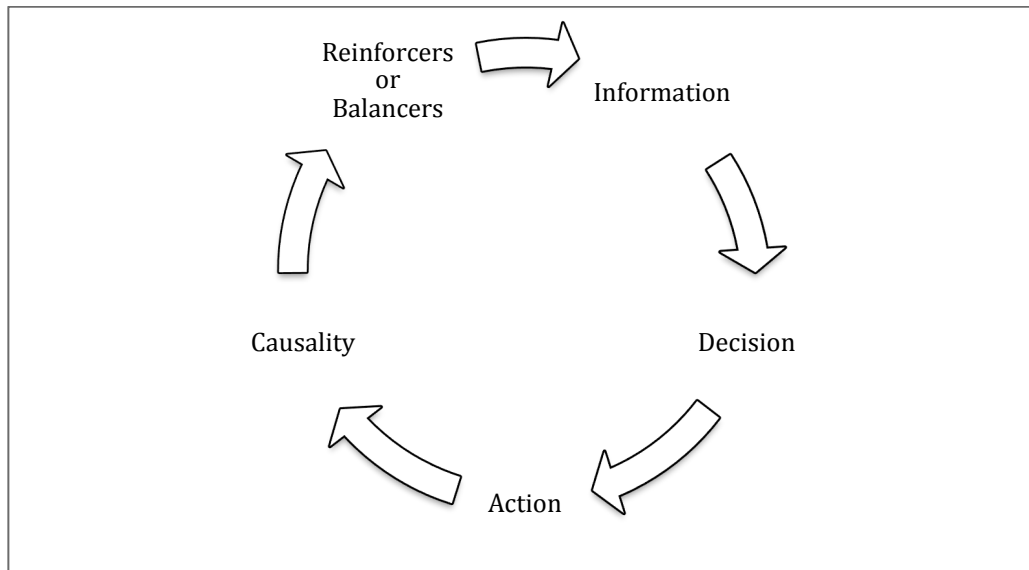 Reinforcers
or
Balancers
Information
Decision
Action
Causality